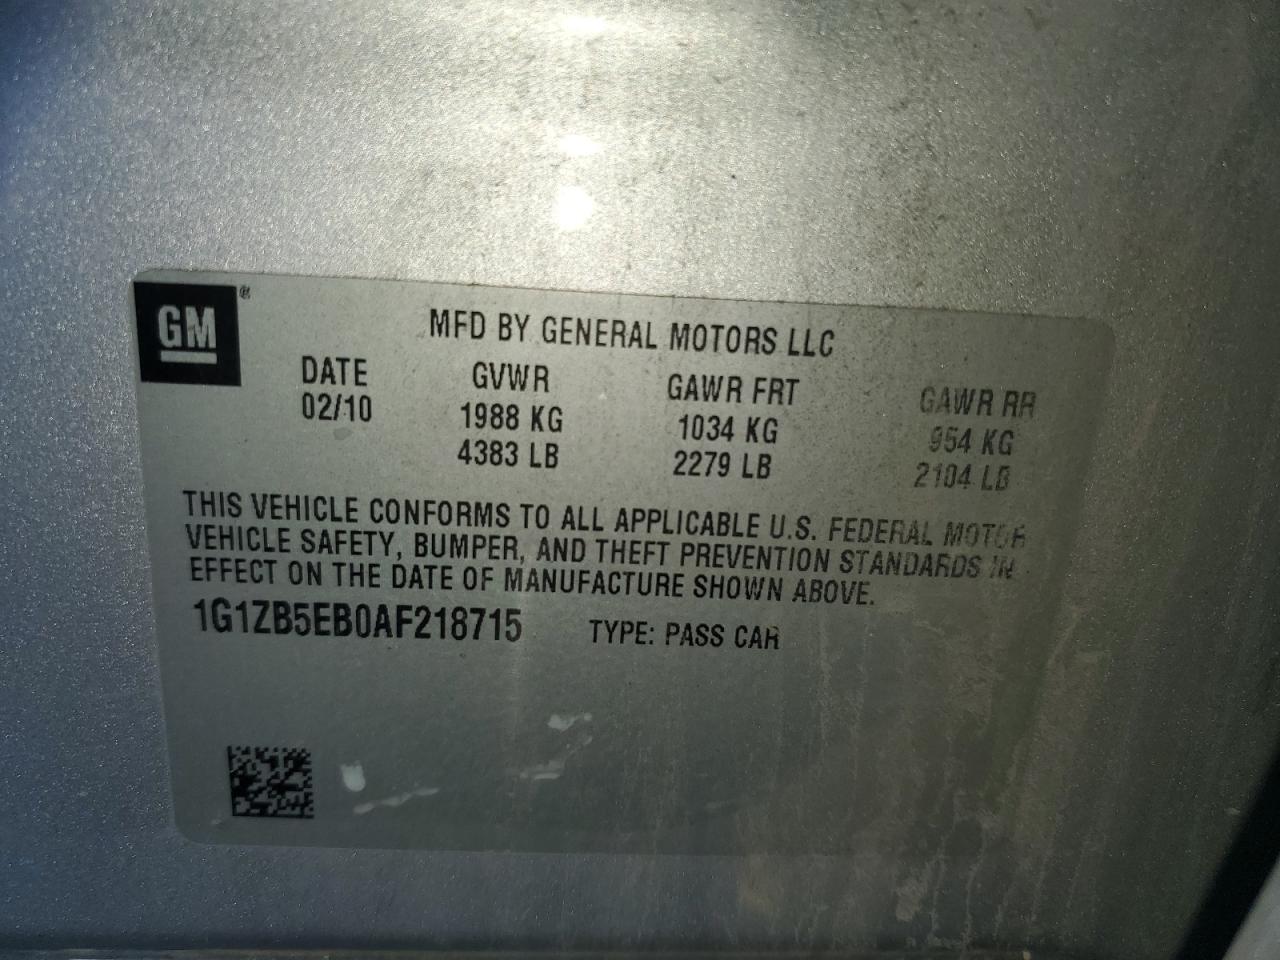 GM®
MFD BY GENERAL MOTORS LLC
DATE GVWR GAWR FRT GAWR RR
02/10 1988 KG 1034 KG 954 KG
4383 LB 2279 LB 2104 LB
THIS VEHICLE CONFORMS TO ALL APPLICABLE U.S. FEDERAL MOTOR
VEHICLE SAFETY, BUMPER, AND THEFT PREVENTION STANDARDS IN
EFFECT ON THE DATE OF MANUFACTURE SHOWN ABOVE.
1G1ZB5EB0AF218715 TYPE: PASS CAR